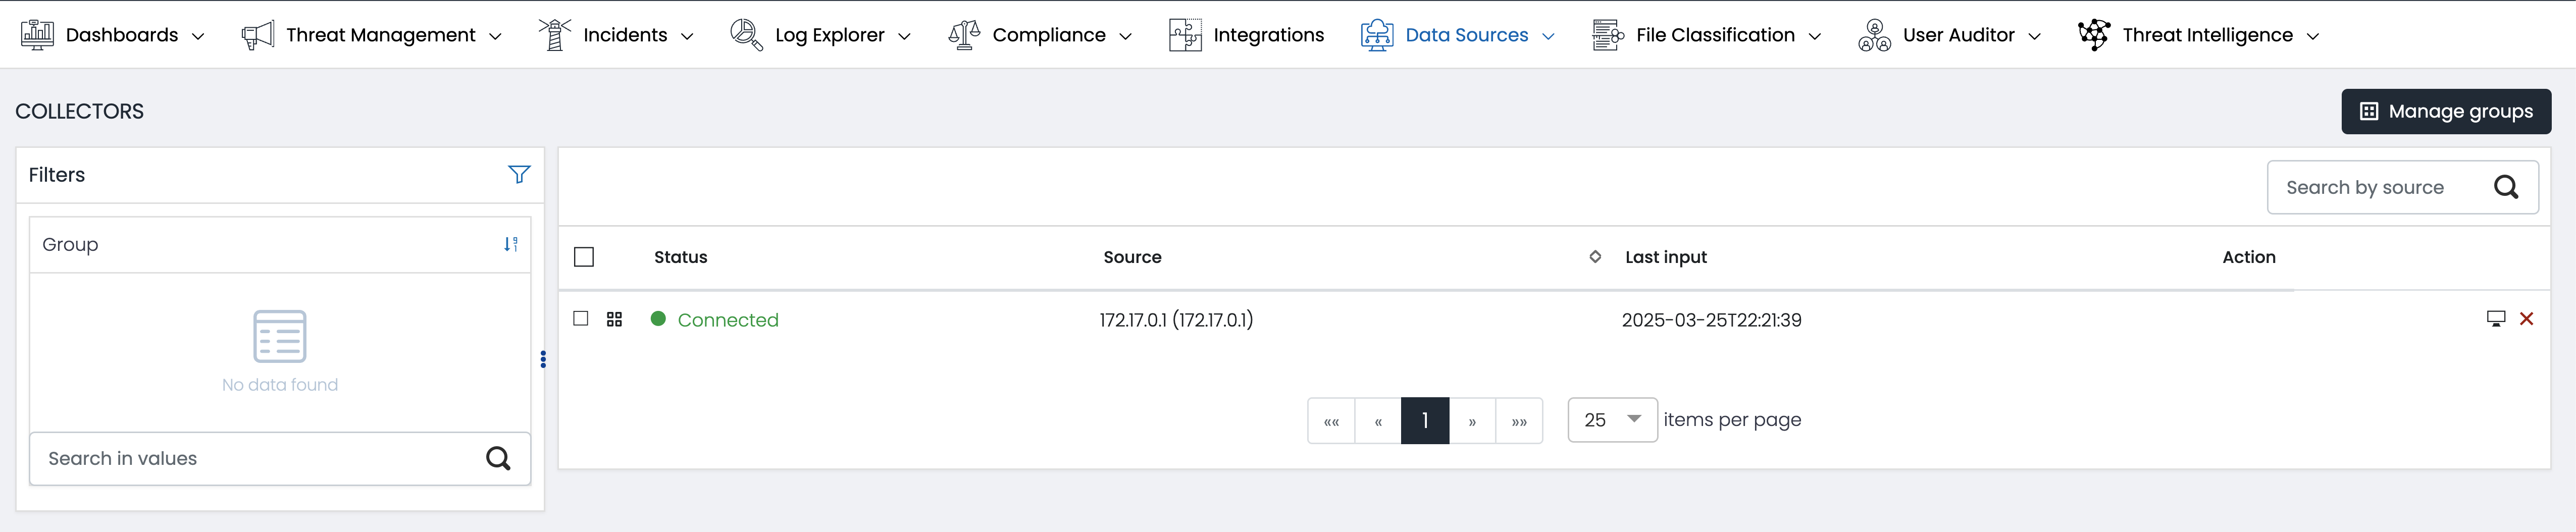 Dashboards Threat Management Incidents Log Explorer Compliance Integrations Data Sources File Classification User Auditor Threat Intelligence
COLLECTORS
Manage groups
Filters
Group
9
1
No data found
Search in values
Search by source
Status Source Last input Action
Connected 172.17.0.1 (172.17.0.1) 2025-03-25T22:21:39
«« « 1 » »» 25 items per page